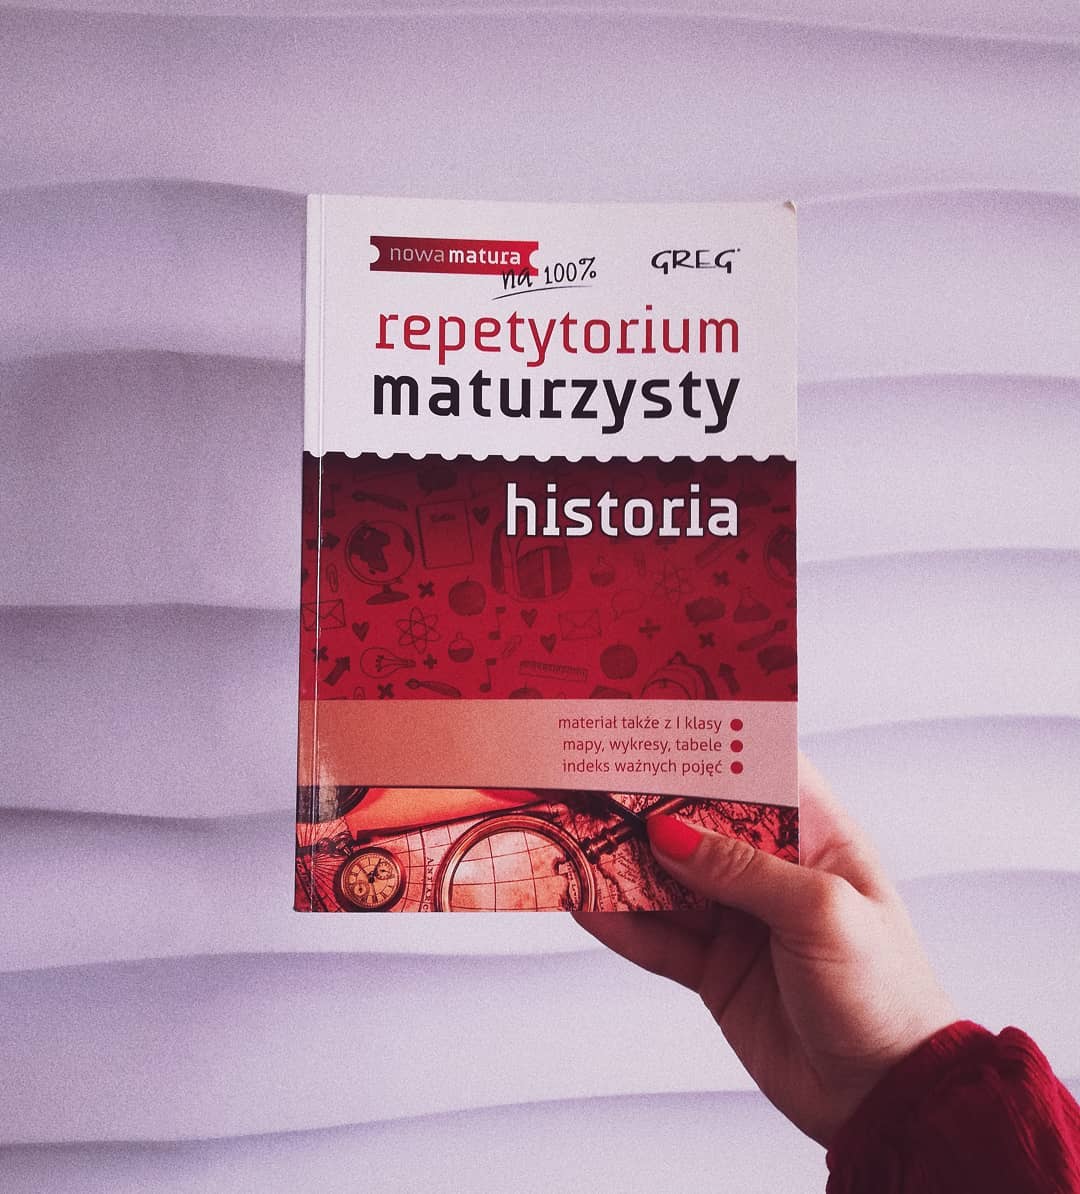 nowa matura
na 100%
GREG
repetytorium
maturzysty
historia
materiał także z I klasy
mapy, wykresy, tabele
indeks ważnych pojęć